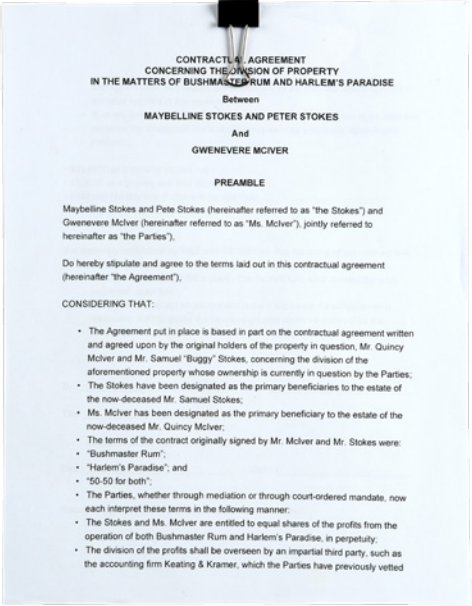 CONTRACTUAL AGREEMENT
CONCERNING THE DIVISION OF PROPERTY
IN THE MATTERS OF BUSHMASTER RUM AND HARLEM'S PARADISE
Between
MAYBELLINE STOKES AND PETER STOKES
And
GWENEVERE MCIVER
PREAMBLE
Maybelline Stokes and Pete Stokes (hereinafter referred to as "the Stokes") and
Gwenevere McIver (hereinafter referred to as "Ms. McIver"), jointly referred to
hereinafter as "the Parties"),
Do hereby stipulate and agree to the terms laid out in this contractual agreement
(hereinafter "the Agreement"),
CONSIDERING THAT:
• The Agreement put in place is based in part on the contractual agreement written
and agreed upon by the original holders of the property in question, Mr. Quincy
McIver and Mr. Samuel "Buggy" Stokes, concerning the division of the
aforementioned property whose ownership is currently in question by the Parties;
• The Stokes have been designated as the primary beneficiaries to the estate of
the now-deceased Mr. Samuel Stokes;
• Ms. McIver has been designated as the primary beneficiary to the estate of the
now-deceased Mr. Quincy McIver;
• The terms of the contract originally signed by Mr. McIver and Mr. Stokes were:
• "Bushmaster Rum";
• "Harlem's Paradise"; and
• "50-50 for both";
• The Parties, whether through mediation or through court-ordered mandate, now
each interpret these terms in the following manner:
• The Stokes and Ms. McIver are entitled to equal shares of the profits from the
operation of both Bushmaster Rum and Harlem's Paradise, in perpetuity;
• The division of the profits shall be overseen by an impartial third party, such as
the accounting firm Keating & Kramer, which the Parties have previously vetted